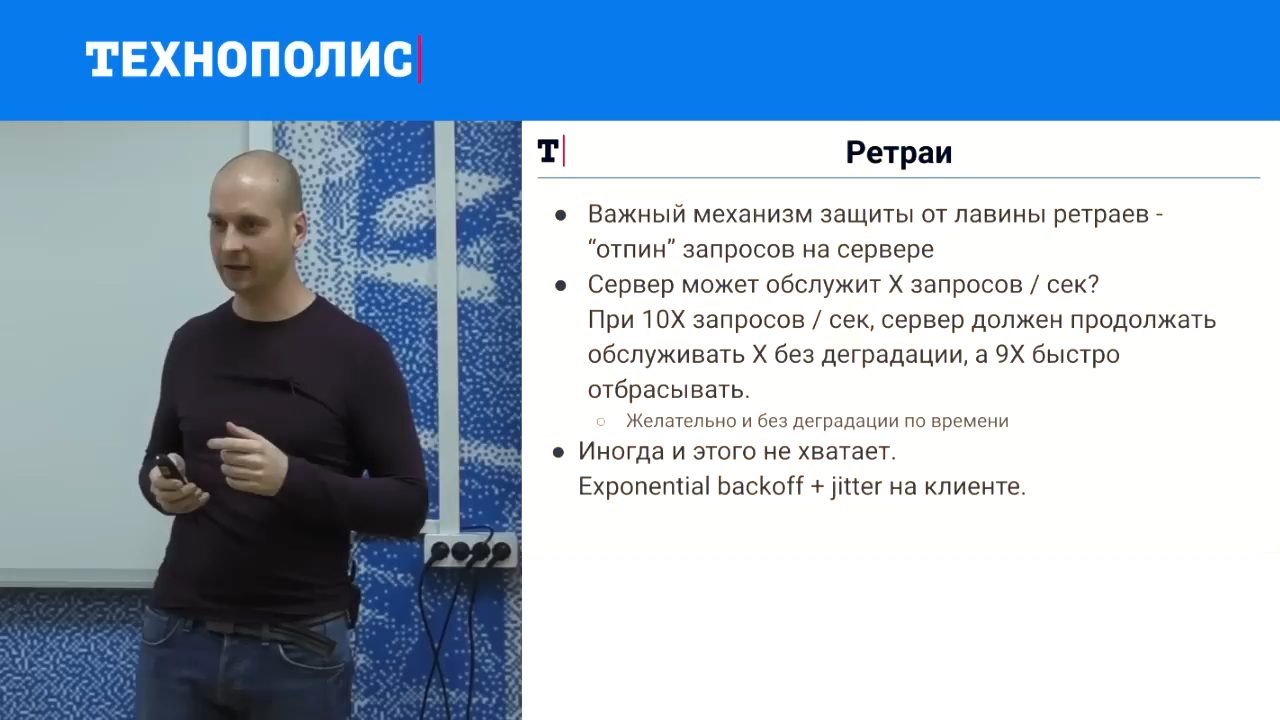 ТЕХНОПОЛИС
Т
Ретраи
● Важный механизм защиты от лавины ретраев -
“отпин” запросов на сервере
● Сервер может обслужит X запросов / сек?
При 10X запросов / сек, сервер должен продолжать
обслуживать X без деградации, а 9X быстро
отбрасывать.
○ Желательно и без деградации по времени
● Иногда и этого не хватает.
Exponential backoff + jitter на клиенте.